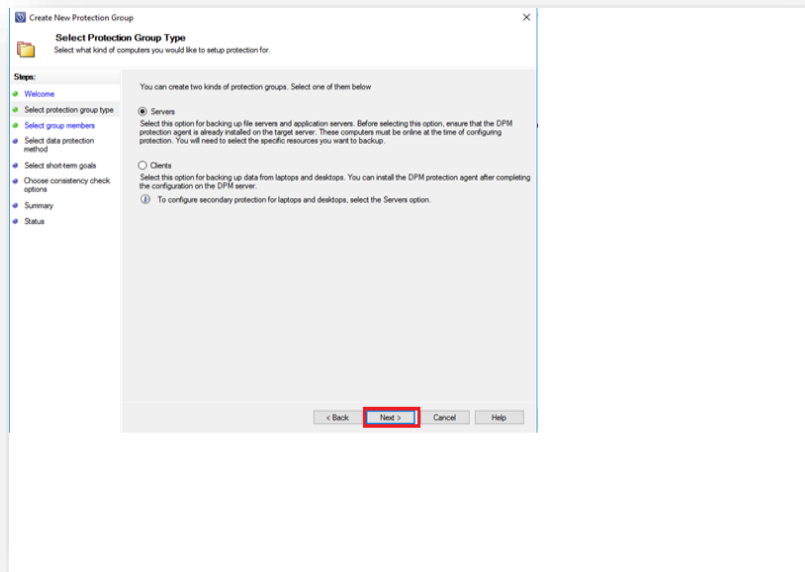 Create New Protection Group
Select Protection Group Type
Select what kind of computers you would like to setup protection for.
Steps:
Welcome
Select protection group type
Select group members
Select data protection
method
Select short-term goals
Choose consistency check
options
Summary
Status
You can create two kinds of protection groups. Select one of them below
Servers
Select this option for backing up file servers and application servers. Before selecting this option, ensure that the DPM
protection agent is already installed on the target server. These computers must be online at the time of configuring
protection. You will need to select the specific resources you want to backup.
Clients
Select this option for backing up data from laptops and desktops. You can install the DPM protection agent after completing
the configuration on the DPM server.
To configure secondary protection for laptops and desktops, select the Servers option.
< Back
Next >
Cancel
Help